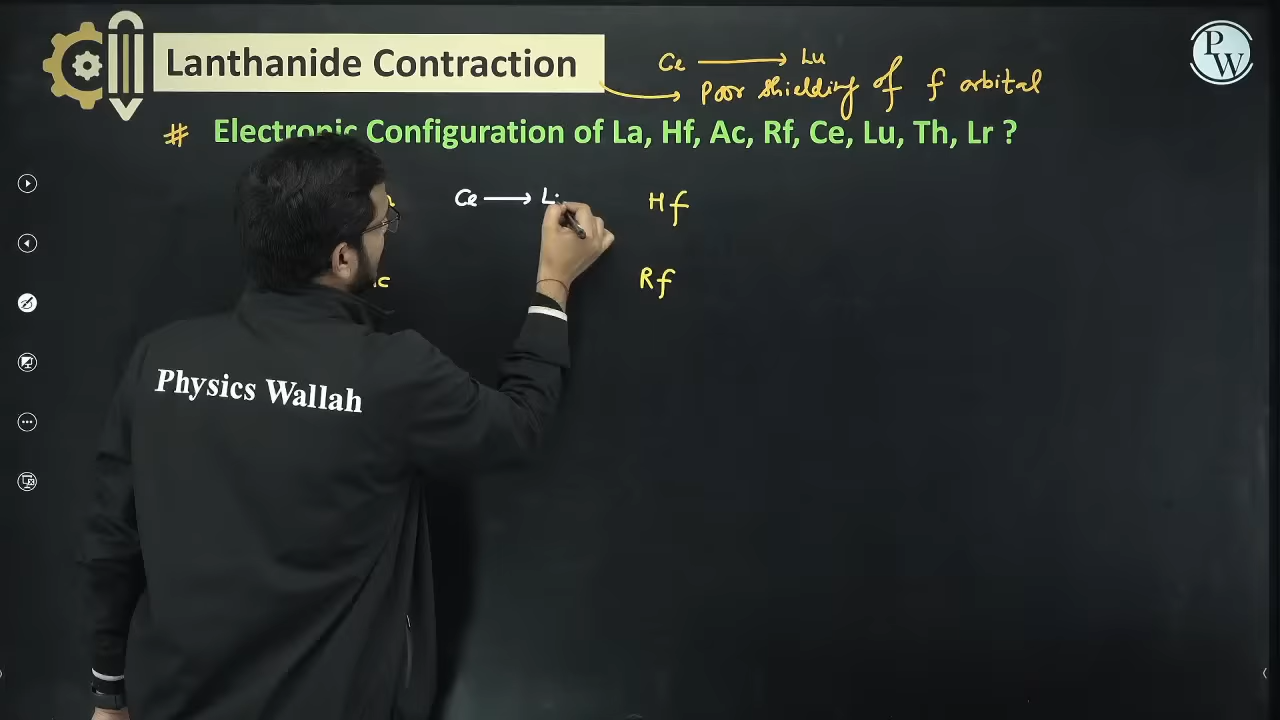 Lanthanide Contraction
Ce → Lu
→ Poor shielding of f orbital
# Electronic Configuration of La, Hf, Ac, Rf, Ce, Lu, Th, Lr ?
Ce → L
Hf
Rf
Physics Wallah
P W